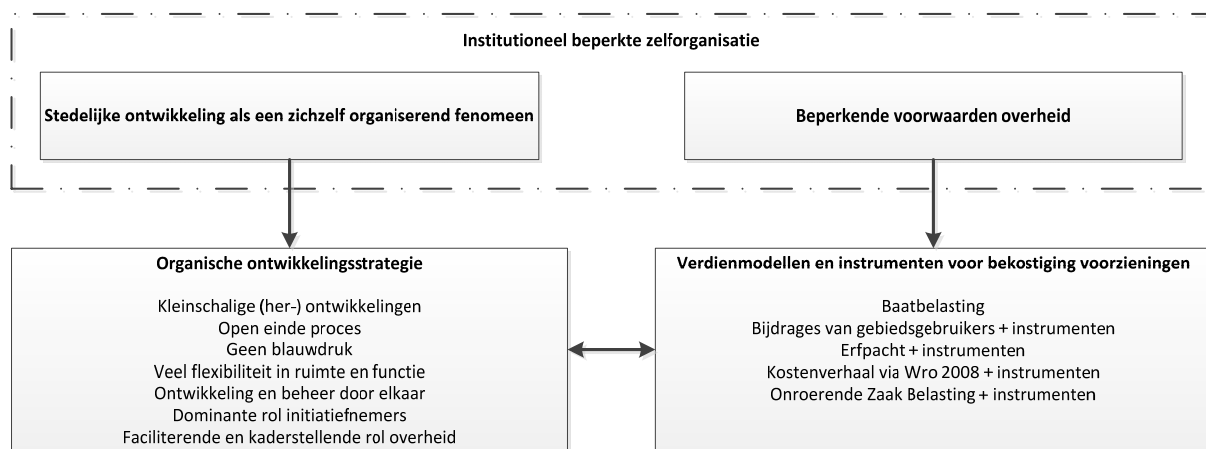 Institutioneel beperkte zelforganisatie
Stedelijke ontwikkeling als een zichzelf organiserend fenomeen
Beperkende voorwaarden overheid
Organische ontwikkelingsstrategie
Kleinschalige (her-) ontwikkelingen
Open einde proces
Geen blauwdruk
Veel flexibiliteit in ruimte en functie
Ontwikkeling en beheer door elkaar
Dominante rol initiatiefnemers
Faciliterende en kaderstellende rol overheid
Verdienmodellen en instrumenten voor bekostiging voorzieningen
Baatbelasting
Bijdrages van gebiedsgebruikers + instrumenten
Erfpacht + instrumenten
Kostenverhaal via Wro 2008 + instrumenten
Onroerende Zaak Belasting + instrumenten